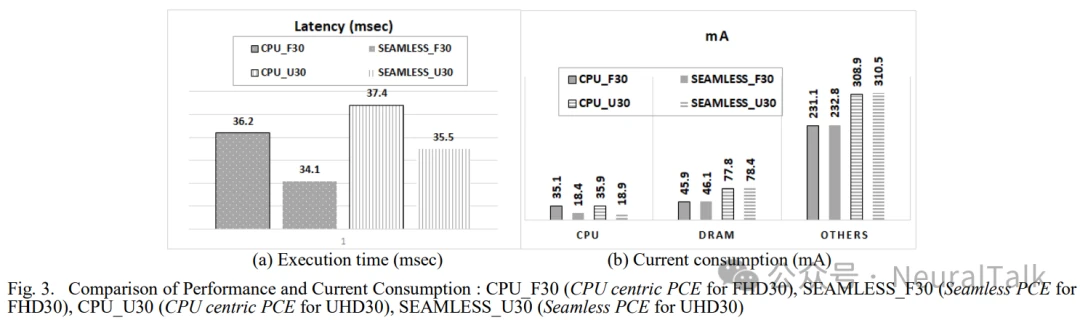 Latency (msec)
CPU_F30 SEAMLESS_F30
CPU_U30 SEAMLESS_U30
36.2
34.1
37.4
35.5
1
(a) Execution time (msec)
mA
CPU_F30 SEAMLESS_F30
CPU_U30 SEAMLESS_U30
35.1 18.4 35.9 18.9
45.9 46.1 77.8 78.4
231.1 232.8 308.9 310.5
CPU DRAM OTHERS
(b) Current consumption (mA)
公众号 · NeuralTalk
Fig. 3. Comparison of Performance and Current Consumption : CPU_F30 (CPU centric PCE for FHD30), SEAMLESS_F30 (Seamless PCE for
FHD30), CPU_U30 (CPU centric PCE for UHD30), SEAMLESS_U30 (Seamless PCE for UHD30)